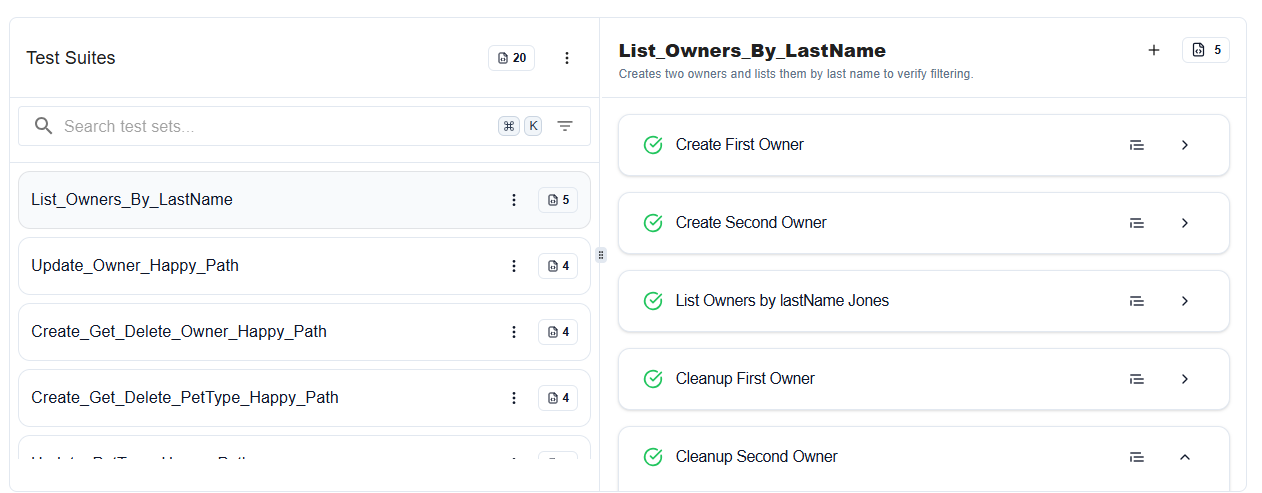 Test Suites
20
Search test sets...
⌘ K
List_Owners_By_LastName
5
Update_Owner_Happy_Path
4
Create_Get_Delete_Owner_Happy_Path
4
Create_Get_Delete_PetType_Happy_Path
4
List_Owners_By_LastName
5
Creates two owners and lists them by last name to verify filtering.
Create First Owner
Create Second Owner
List Owners by lastName Jones
Cleanup First Owner
Cleanup Second Owner